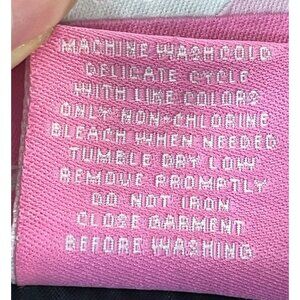 MACHINE WASH COLD
DELICATE CYCLE
WITH LIKE COLORS
ONLY NON-CHLORINE
BLEACH WHEN NEEDED
TUMBLE DRY LOW
REMOVE PROMPTLY
DO NOT IRON
CLOSE GARMENT
BEFORE WASHING